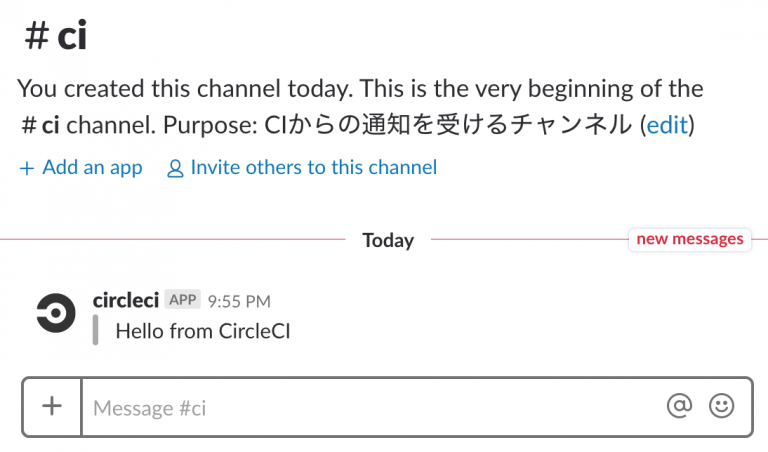 # ci
You created this channel today. This is the very beginning of the
# ci channel. Purpose: CIからの通知を受けるチャンネル (edit)
+ Add an app Invite others to this channel
Today new messages
circleci APP 9:55 PM
Hello from CircleCI
+ Message #ci @